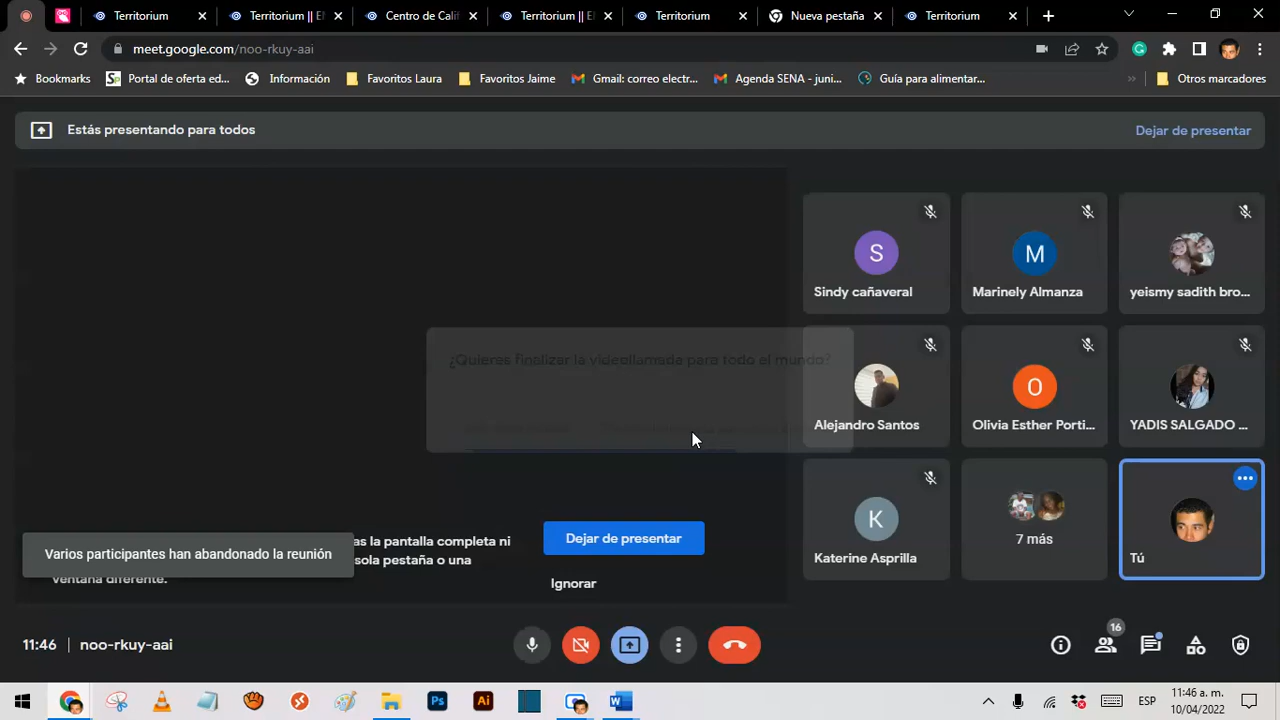 Territorium
Territorium || EI
Centro de Calif
Territorium || EI
Territorium
Nueva pestaña
Territorium
meet.google.com/noo-rkuy-aai
Bookmarks
Portal de oferta ed...
Información
Favoritos Laura
Favoritos Jaime
Gmail: correo electr...
Agenda SENA - juni...
Guía para alimentar...
»
Otros marcadores
Estás presentando para todos
Dejar de presentar
S
Sindy cañaveral
M
Marinely Almanza
yeismy sadith bro...
¿Quieres finalizar la videollamada para todo el mundo?
Alejandro Santos
O
Olivia Esther Porti...
YADIS SALGADO ...
K
Katerine Asprilla
7 más
Tú
as la pantalla completa ni
sola pestaña o una
ventana diferente.
Varios participantes han abandonado la reunión
Dejar de presentar
Ignorar
11:46 | noo-rkuy-aai
16
Ps
Ai
ESP
11:46 a. m.
10/04/2022